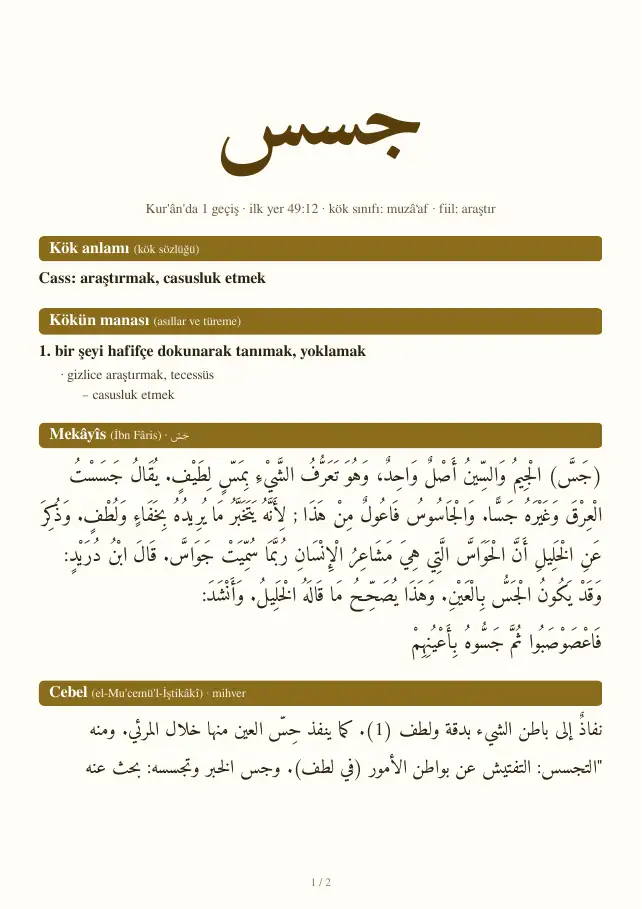 جسس
Kur'ân'da 1 geçiş · ilk yer 49:12 · kök sınıfı: muzâ'af · fiil: araştır
Kök anlamı (kök sözlüğü)
Cass: araştırmak, casusluk etmek
Kökün manası (asıllar ve türeme)
1. bir şeyi hafifçe dokunarak tanımak, yoklamak
· gizlice araştırmak, tecessüs
– casusluk etmek
Mekâyîs (İbn Fâris) · جَسَّ
(جَسَّ) الْجِيمُ وَالسِّينُ أَصْلٌ وَاحِدٌ، وَهُوَ تَعَرُّفُ الشَّيْءِ بِمَسٍّ لَطِيْفٍ. يُقَالُ جَسَسْتُ
الْعِرْقَ وَغَيْرَهُ جَسًّا. وَالْجَاسُوسُ فَاعُولٌ مِنْ هَذَا ; لِأَنَّهُ يَتَخَبَّرُ مَا يُرِيدُهُ بِخَفَاءٍ وَلُطْفٍ. وَذُكِرَ
عَنِ الْخَلِيلِ أَنَّ الْحَوَاسَّ الَّتِي هِيَ مَشَاعِرُ الْإِنْسَانِ رُبَّمَا سُمِّيَتْ جَوَاسَّ. قَالَ ابْنُ دُرَيْدٍ:
وَقَدْ يَكُونُ الْجَسُّ بِالْعَيْنِ. وَهَذَا يُصَحِّحُ مَا قَالَهُ الْخَلِيلُ. وَأَنْشَدَ:
فَاعْصَوْصَبُوا ثُمَّ جَسُّوهُ بِأَعْيُنِهِمْ
Cebel (el-Mu'cemü'l-İştikâkî) · mihver
نفاذٌ إلى باطن الشيء بدقة ولطف (1). كما ينفذ حِسّ العين منها خلال المرئي. ومنه
"التجسس: التفتيش عن بواطن الأمور (في لطف). وجس الخبر وتجسسه: بحث عنه
1 / 2